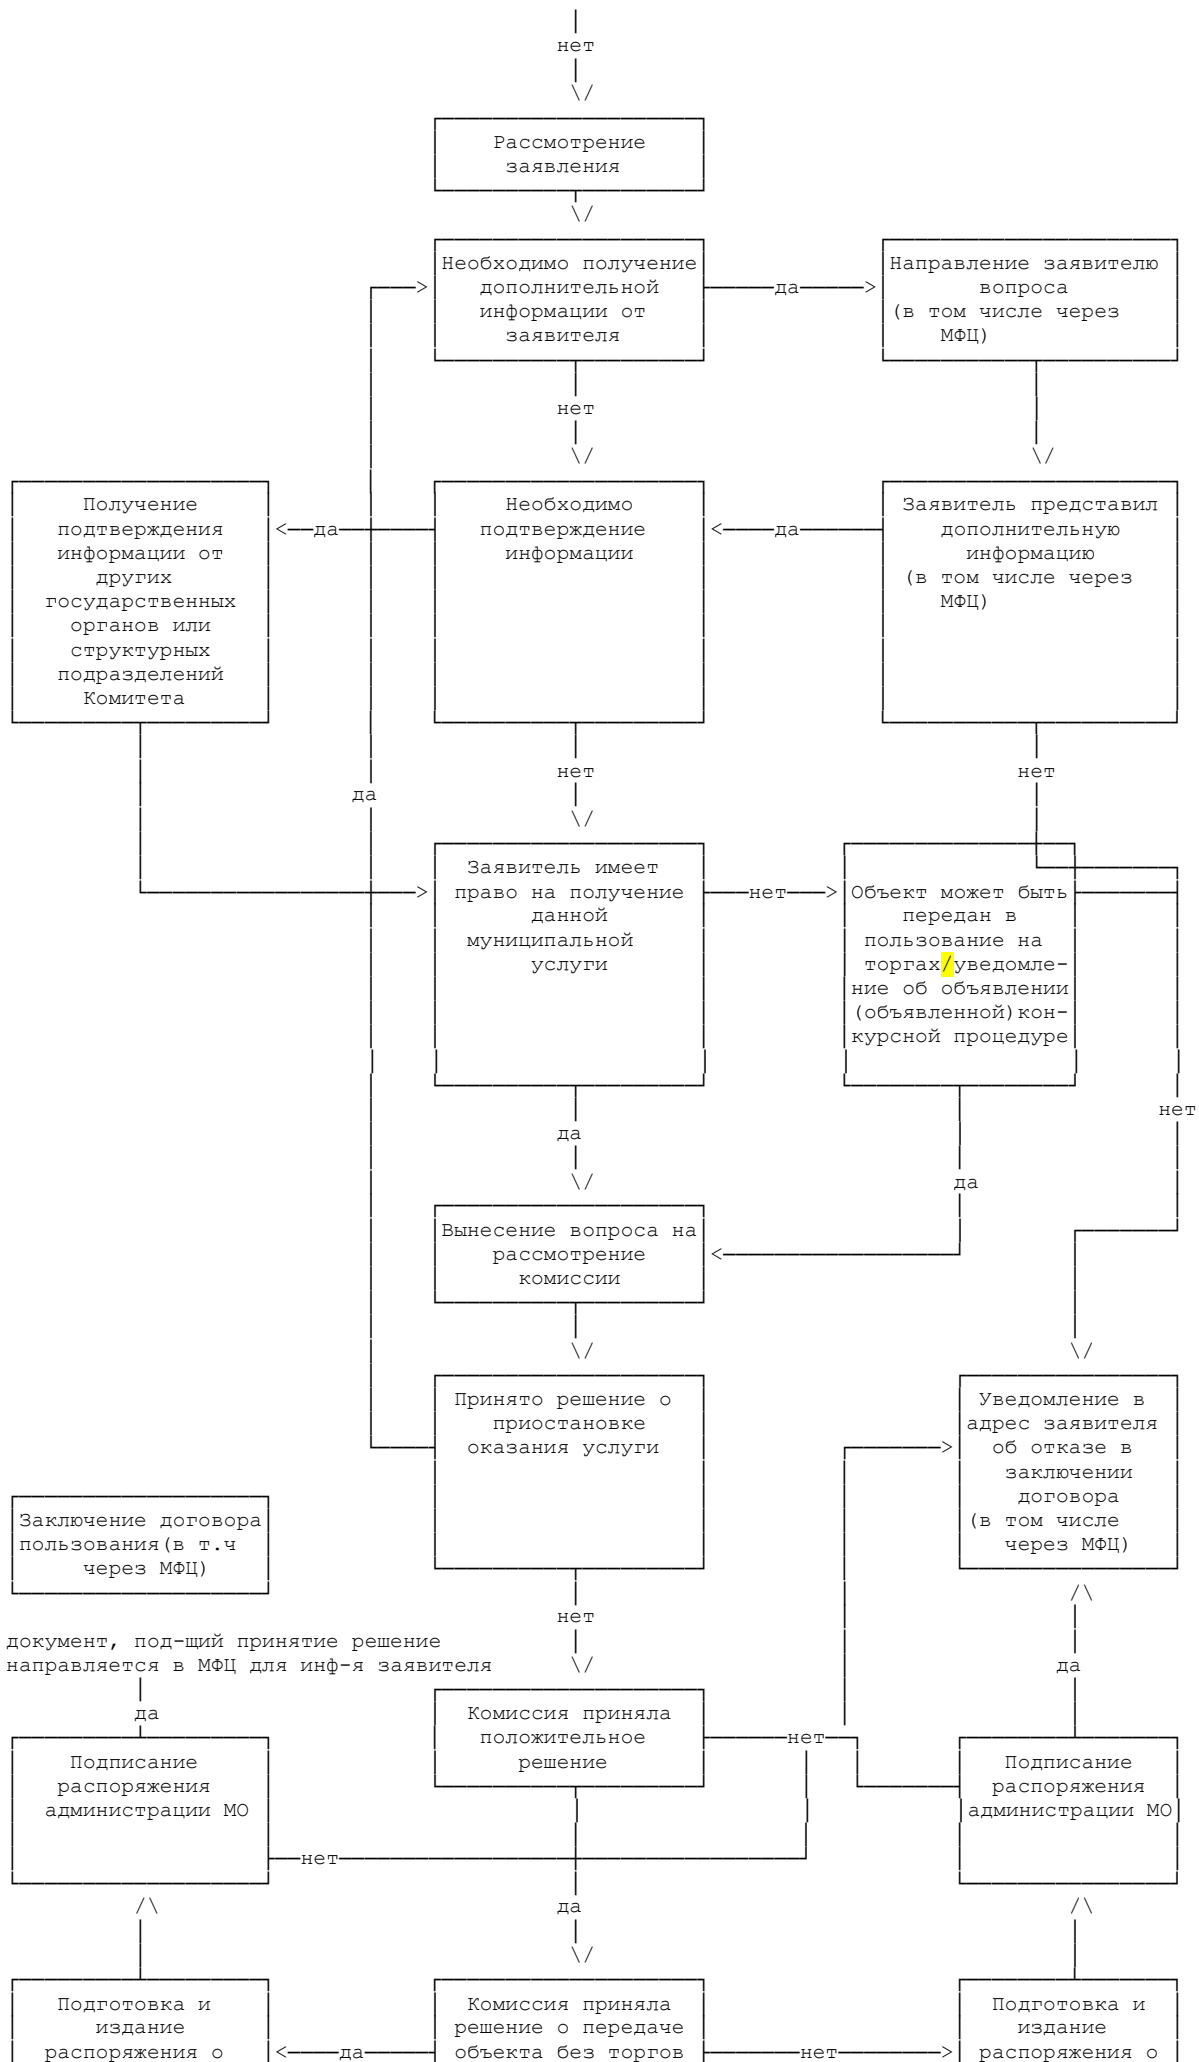 нет
Рассмотрение
заявления
Необходимо получение
дополнительной
информации от
заявителя
да
Направление заявителю
вопроса
(в том числе через
МФЦ)
нет
Получение
подтверждения
информации от
других
государственных
органов или
структурных
подразделений
Комитета
да
Необходимо
подтверждение
информации
да
Заявитель представил
дополнительную
информацию
(в том числе через
МФЦ)
нет
нет
да
Заявитель имеет
право на получение
данной
муниципальной
услуги
нет
Объект может быть
передан в
пользование на
торгах/уведомле-
ние об объявлении
(объявленной)кон-
курсной процедуре
нет
да
да
Вынесение вопроса на
рассмотрение
комиссии
Принято решение о
приостановке
оказания услуги
Уведомление в
адрес заявителя
об отказе в
заключении
договора
(в том числе
через МФЦ)
Заключение договора
пользования(в т.ч
через МФЦ)
нет
документ, под-щий принятие решение
направляется в МФЦ для инф-я заявителя
да
да
Подписание
распоряжения
администрации МО
Комиссия приняла
положительное
решение
нет
Подписание
распоряжения
администрации МО
нет
да
Подготовка и
издание
распоряжения о
да
Комиссия приняла
решение о передаче
объекта без торгов
нет
Подготовка и
издание
распоряжения о